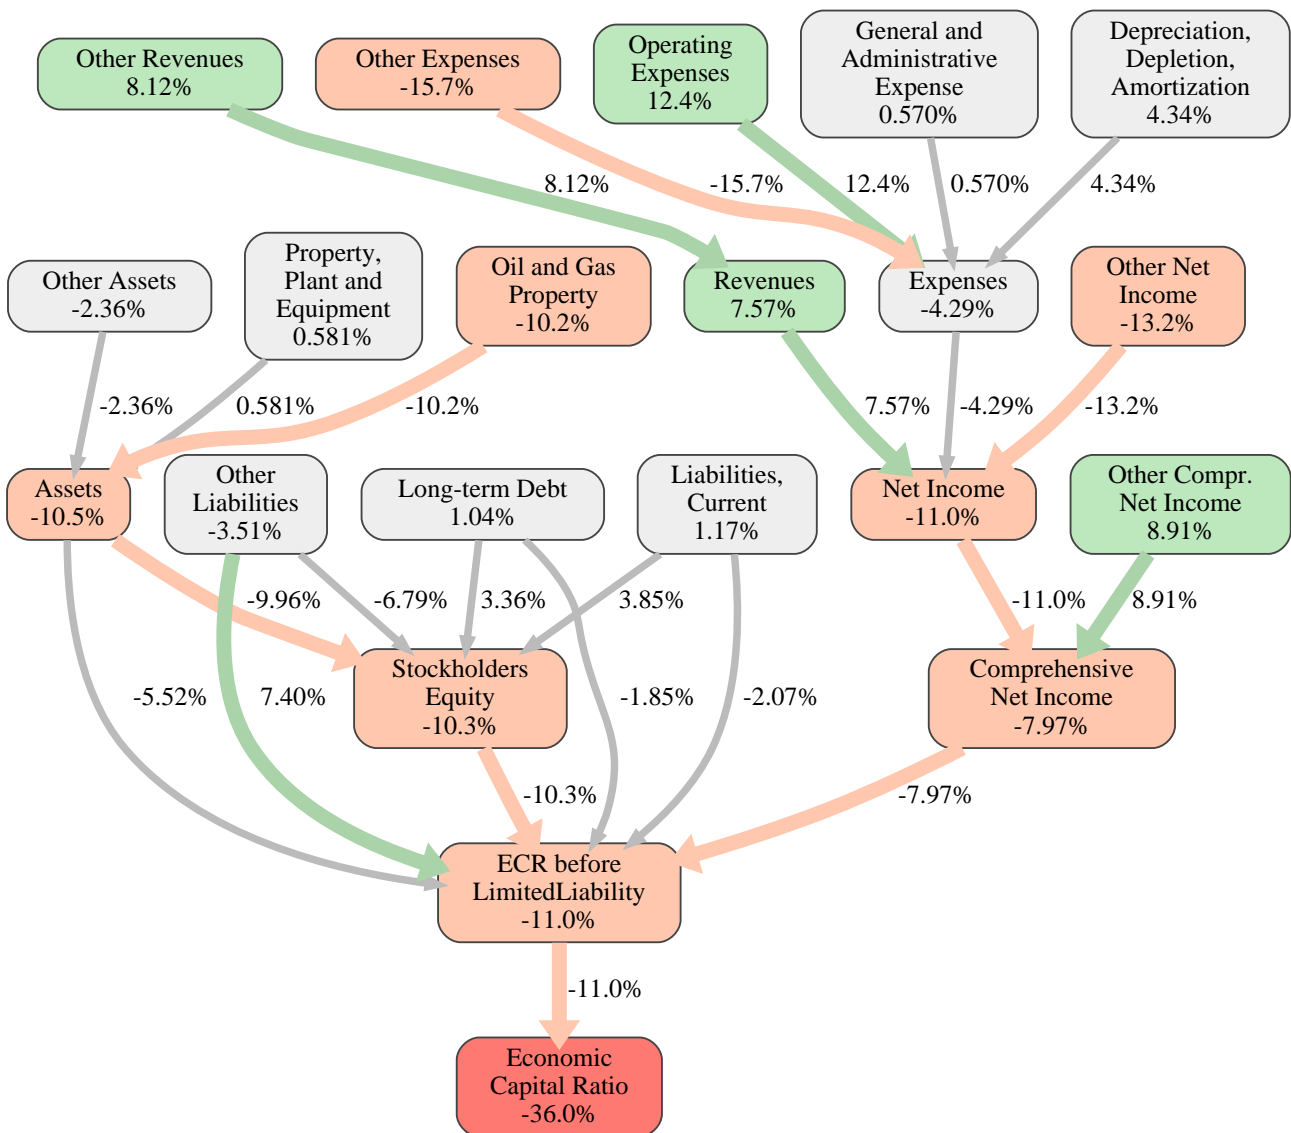 Other Revenues
8.12%
Other Expenses
-15.7%
Operating
Expenses
12.4%
General and
Administrative
Expense
0.570%
Depreciation,
Depletion,
Amortization
4.34%
8.12%
-15.7%
12.4%
0.570%
4.34%
Other Assets
-2.36%
Property,
Plant and
Equipment
0.581%
Oil and Gas
Property
-10.2%
Revenues
7.57%
Expenses
-4.29%
Other Net
Income
-13.2%
-2.36%
0.581%
-10.2%
7.57%
-4.29%
-13.2%
Assets
-10.5%
Other
Liabilities
-3.51%
Long-term Debt
1.04%
Liabilities,
Current
1.17%
Net Income
-11.0%
Other Compr.
Net Income
8.91%
-9.96%
-6.79%
3.36%
3.85%
-11.0%
8.91%
-5.52%
7.40%
Stockholders
Equity
-10.3%
-1.85%
-2.07%
Comprehensive
Net Income
-7.97%
-10.3%
-7.97%
ECR before
LimitedLiability
-11.0%
-11.0%
Economic
Capital Ratio
-36.0%